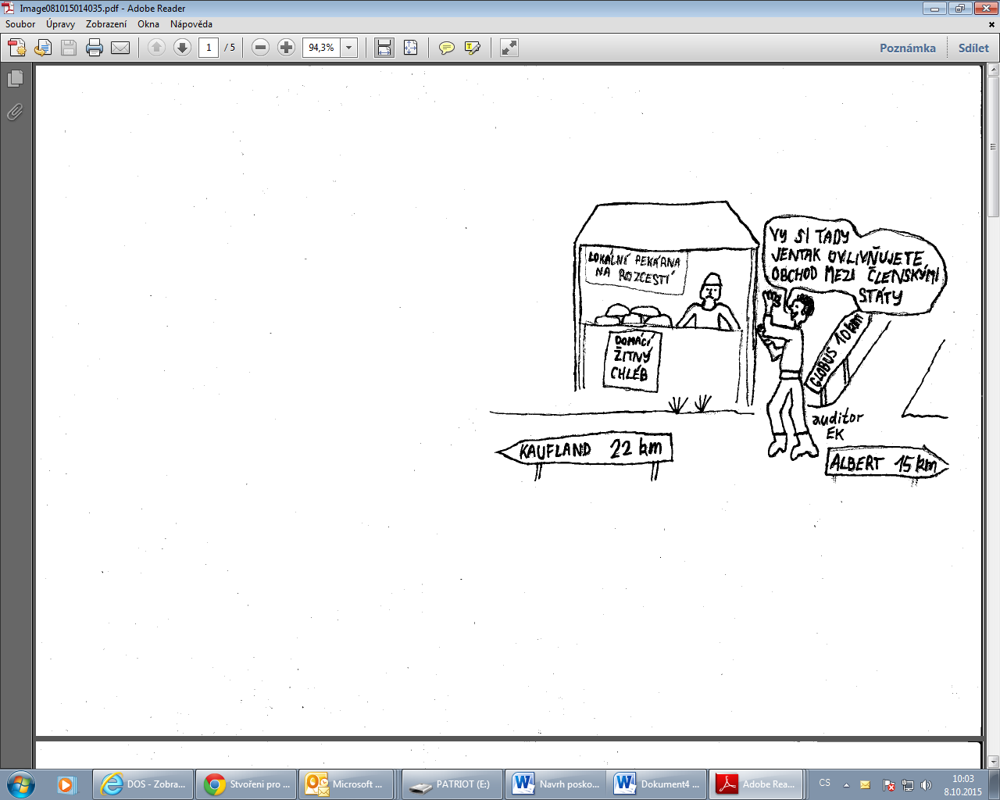 Image081015014035.pdf - Adobe Reader
Soubor Úpravy Zobrazení Okna Nápověda
1 / 5 94,3% Poznámka Sdílet
LOKÁLNÍ PEKÁRNA
NA ROZCESTÍ
DOMÁCÍ
ŽITNÝ
CHLÉB
VY SI TADY
JENTAK OVLIVŇUJETE
OBCHOD MEZI ČLENSKÝMI
STÁTY
GLOBUS 10 km
auditor
EK
KAUFLAND 22 km
ALBERT 15 km
DOS - Zobra... Stvořeni pro ... Microsoft ... PATRIOT (E:) Navrh posko... Dokument4 ... Adobe Rea... CS 10:03
8.10.2015